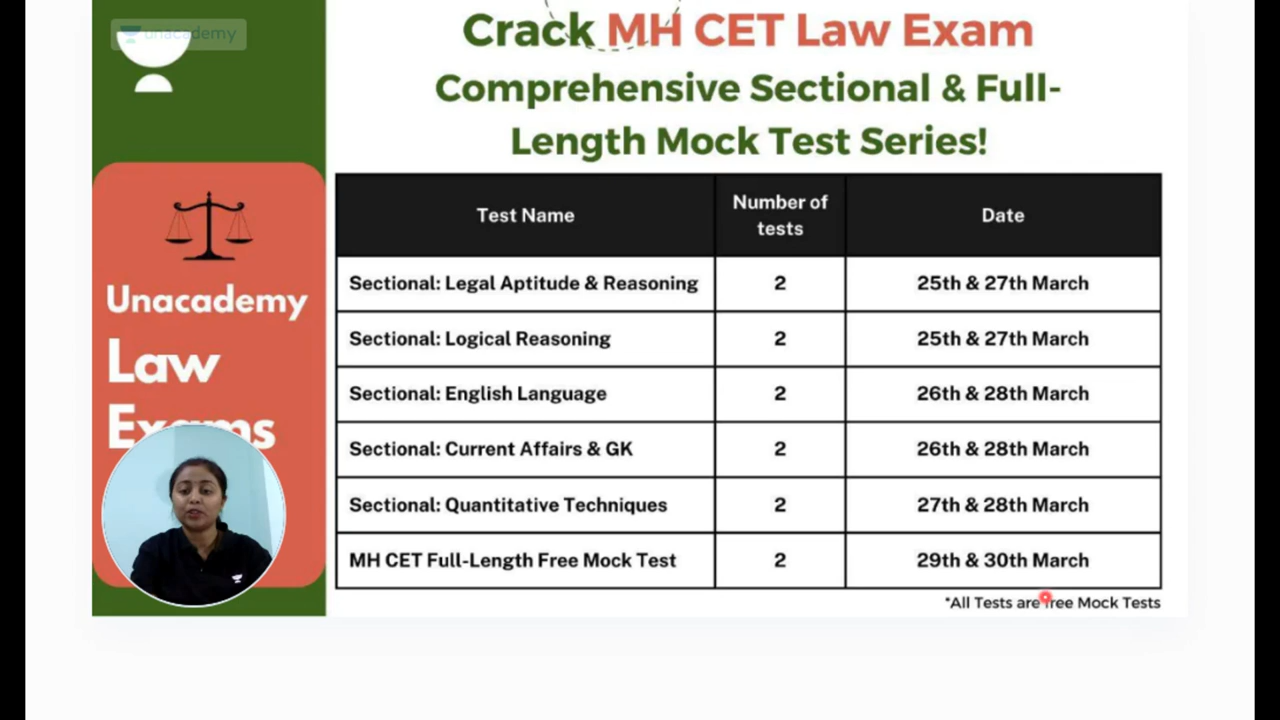 unacademy
Crack MH CET Law Exam
Comprehensive Sectional & Full-
Length Mock Test Series!
Unacademy
Law
Exams
Test Name Number of tests Date
Sectional: Legal Aptitude & Reasoning 2 25th & 27th March
Sectional: Logical Reasoning 2 25th & 27th March
Sectional: English Language 2 26th & 28th March
Sectional: Current Affairs & GK 2 26th & 28th March
Sectional: Quantitative Techniques 2 27th & 28th March
MH CET Full-Length Free Mock Test 2 29th & 30th March
*All Tests are free Mock Tests